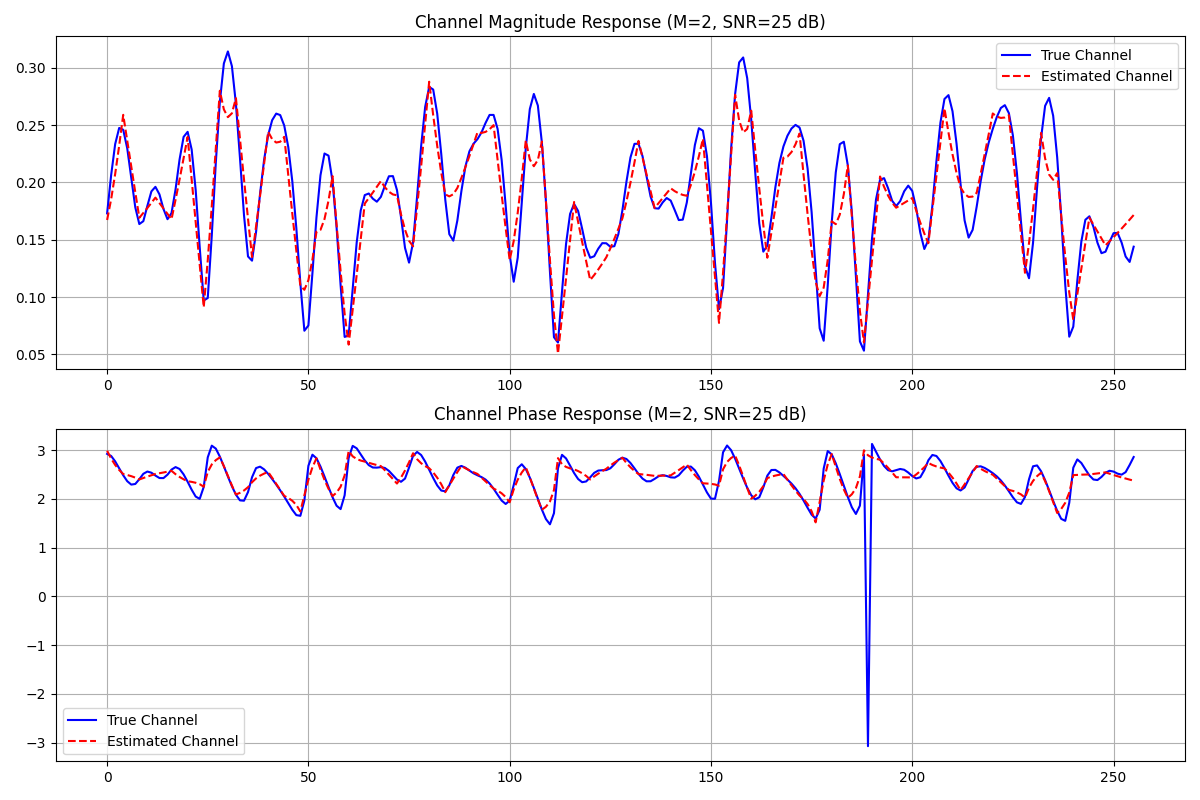 Channel Magnitude Response (M=2, SNR=25 dB)
True Channel
Estimated Channel
0.30
0.25
0.20
0.15
0.10
0.05
0 50 100 150 200 250
Channel Phase Response (M=2, SNR=25 dB)
3
2
1
0
−1
−2
−3
True Channel
Estimated Channel
0 50 100 150 200 250